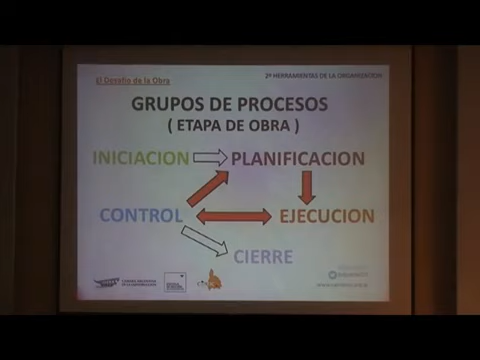 El Desafío de la Obra
2º HERRAMIENTAS DE LA ORGANIZACION
GRUPOS DE PROCESOS
( ETAPA DE OBRA )
INICIACION PLANIFICACION
CONTROL EJECUCION
CIERRE